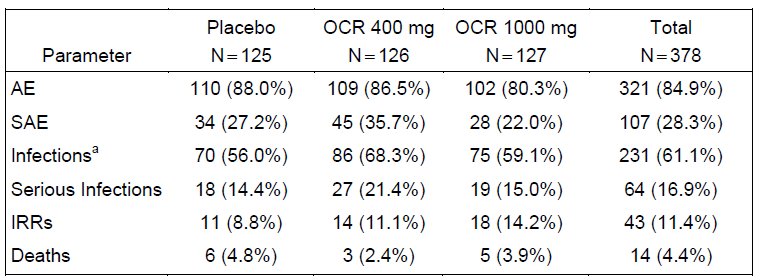 Placebo OCR 400 mg OCR 1000 mg Total
Parameter N=125 N=126 N=127 N=378
AE 110 (88.0%) 109 (86.5%) 102 (80.3%) 321 (84.9%)
SAE 34 (27.2%) 45 (35.7%) 28 (22.0%) 107 (28.3%)
Infectionsᵃ 70 (56.0%) 86 (68.3%) 75 (59.1%) 231 (61.1%)
Serious Infections 18 (14.4%) 27 (21.4%) 19 (15.0%) 64 (16.9%)
IRRs 11 (8.8%) 14 (11.1%) 18 (14.2%) 43 (11.4%)
Deaths 6 (4.8%) 3 (2.4%) 5 (3.9%) 14 (4.4%)